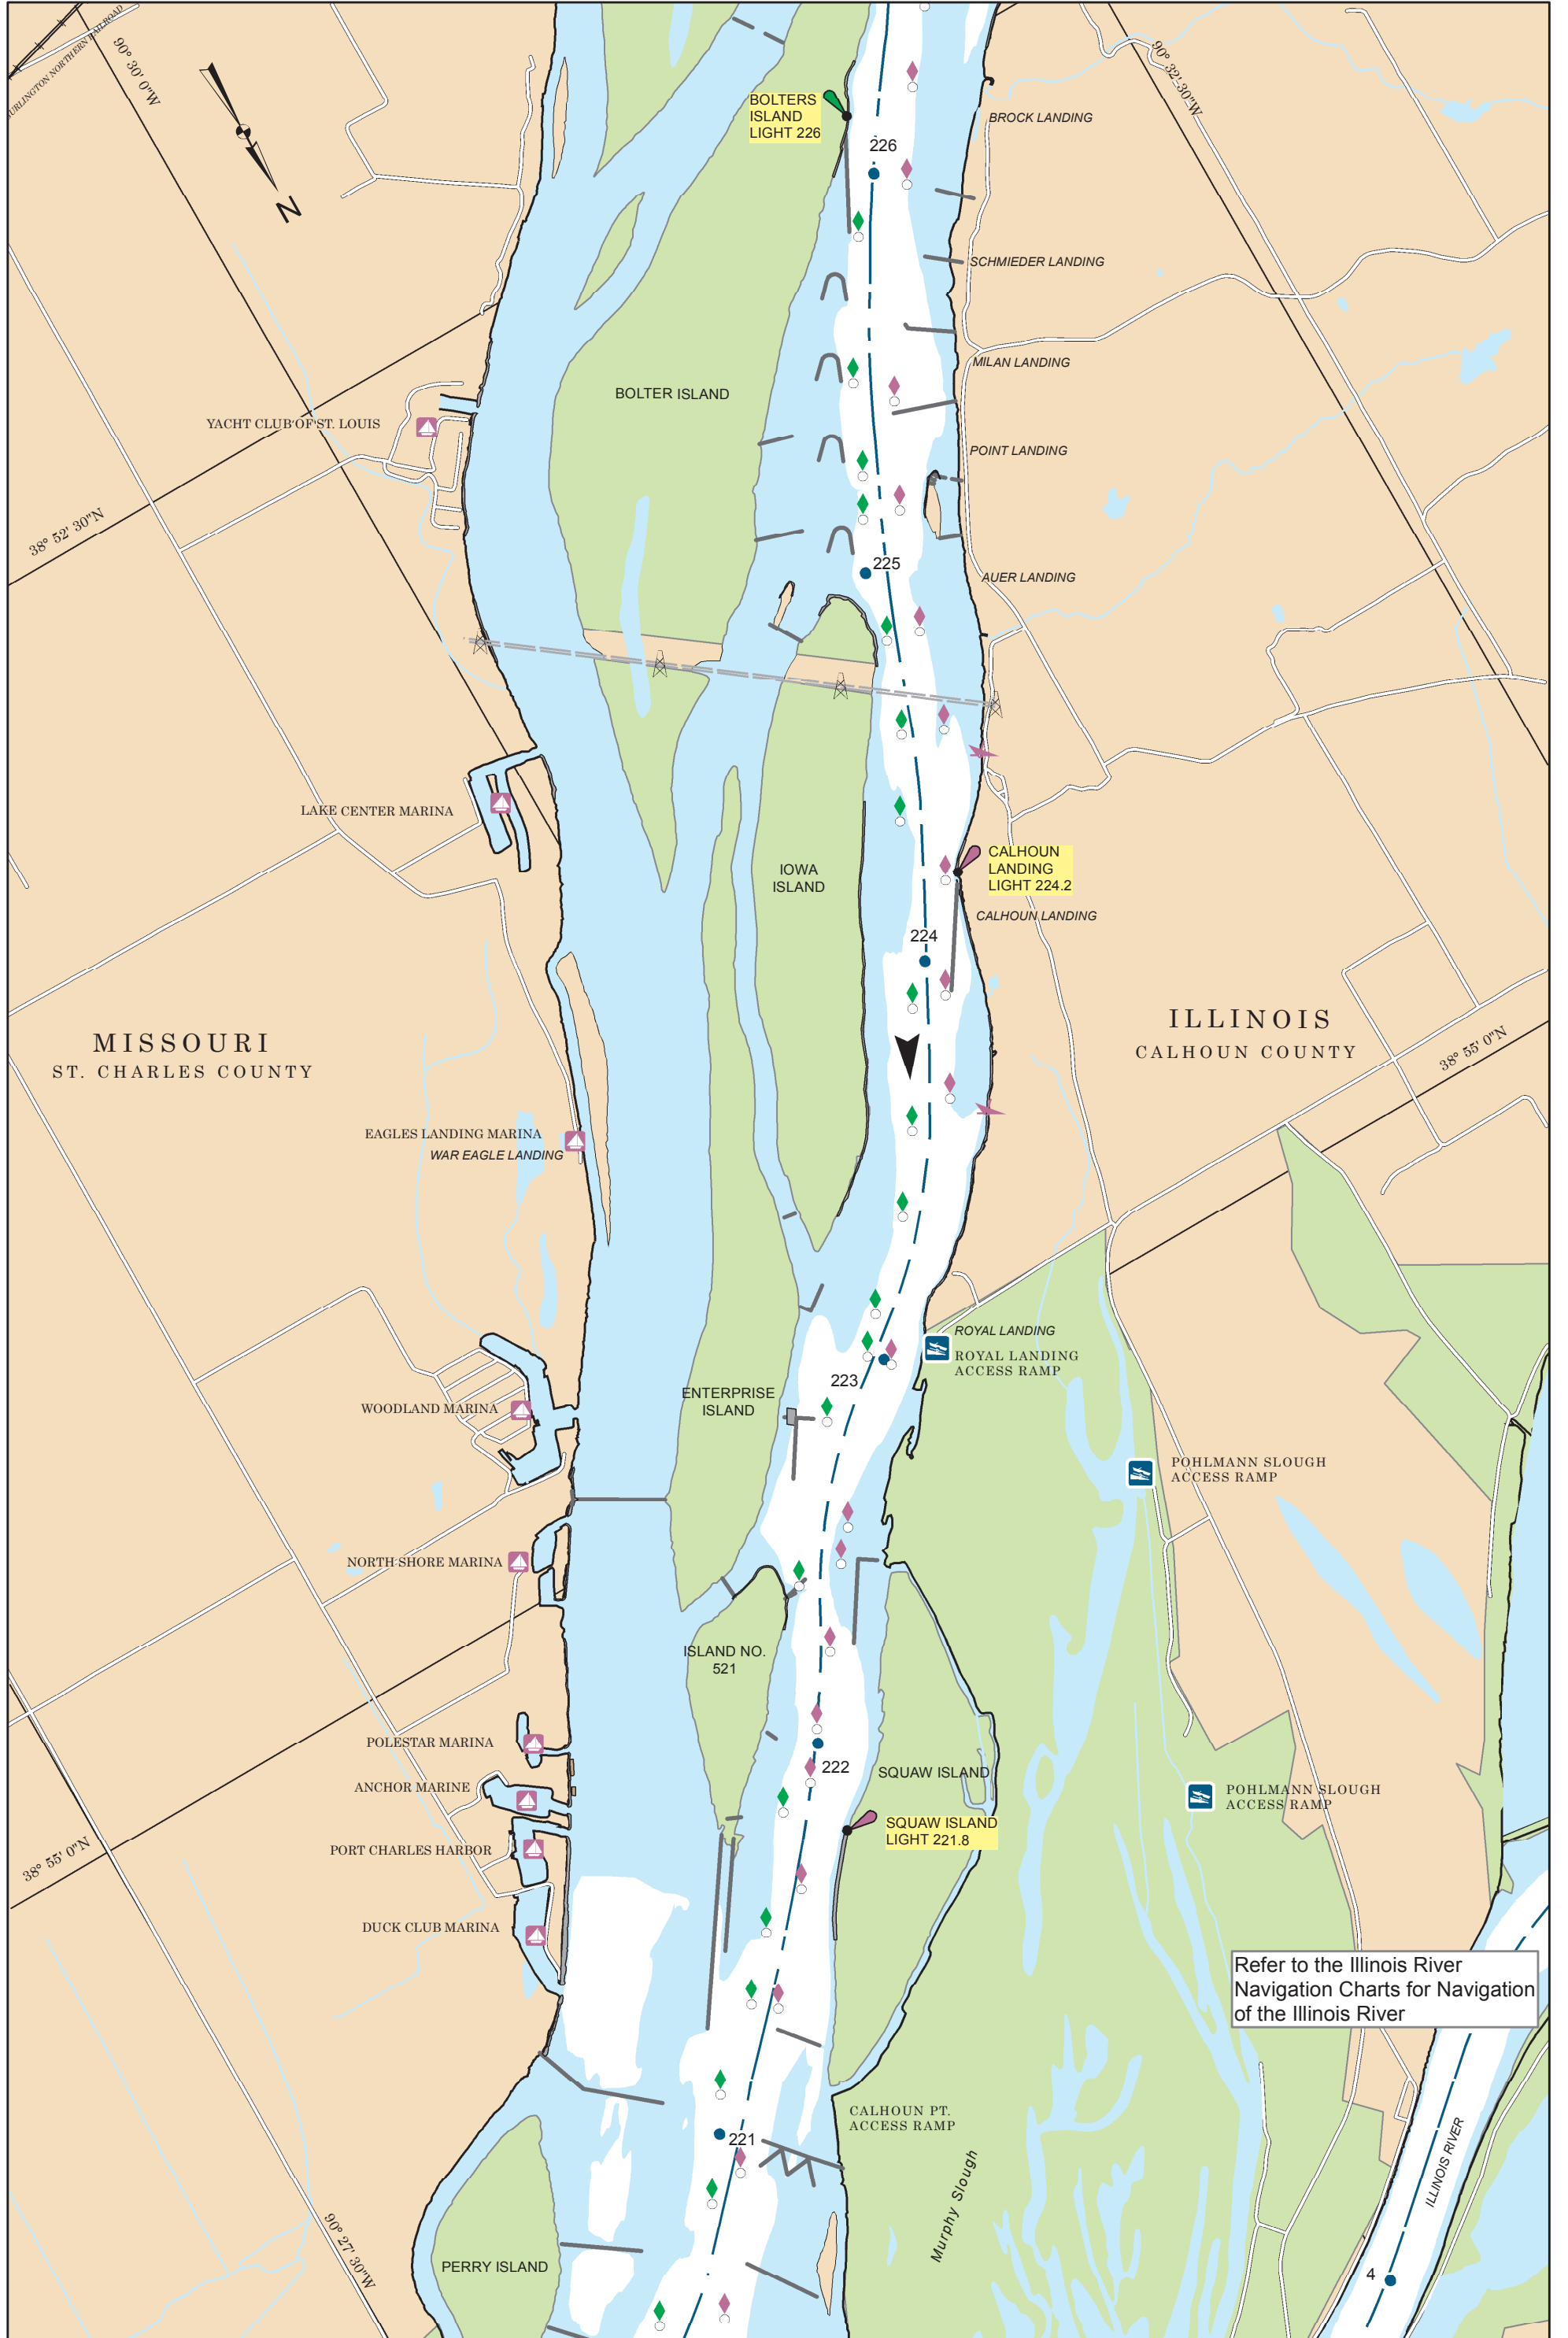 BURLINGTON NORTHERN RAILROAD
90° 30' 0"W
90° 32' 30"W
N
BOLTERS
ISLAND
LIGHT 226
226
BROCK LANDING
SCHMIEDER LANDING
MILAN LANDING
BOLTER ISLAND
YACHT CLUB OF ST. LOUIS
POINT LANDING
38° 52' 30"N
225
AUER LANDING
LAKE CENTER MARINA
IOWA
ISLAND
CALHOUN
LANDING
LIGHT 224.2
CALHOUN LANDING
224
MISSOURI
ST. CHARLES COUNTY
ILLINOIS
CALHOUN COUNTY
38° 55' 0"N
EAGLES LANDING MARINA
WAR EAGLE LANDING
ROYAL LANDING
ROYAL LANDING
ACCESS RAMP
223
ENTERPRISE
ISLAND
WOODLAND MARINA
POHLMANN SLOUGH
ACCESS RAMP
NORTH SHORE MARINA
ISLAND NO.
521
POLESTAR MARINA
222
SQUAW ISLAND
ANCHOR MARINE
POHLMANN SLOUGH
ACCESS RAMP
SQUAW ISLAND
LIGHT 221.8
PORT CHARLES HARBOR
38° 55' 0"N
DUCK CLUB MARINA
Refer to the Illinois River
Navigation Charts for Navigation
of the Illinois River
CALHOUN PT.
ACCESS RAMP
221
Murphy Slough
ILLINOIS RIVER
90° 27' 30"W
PERRY ISLAND
4